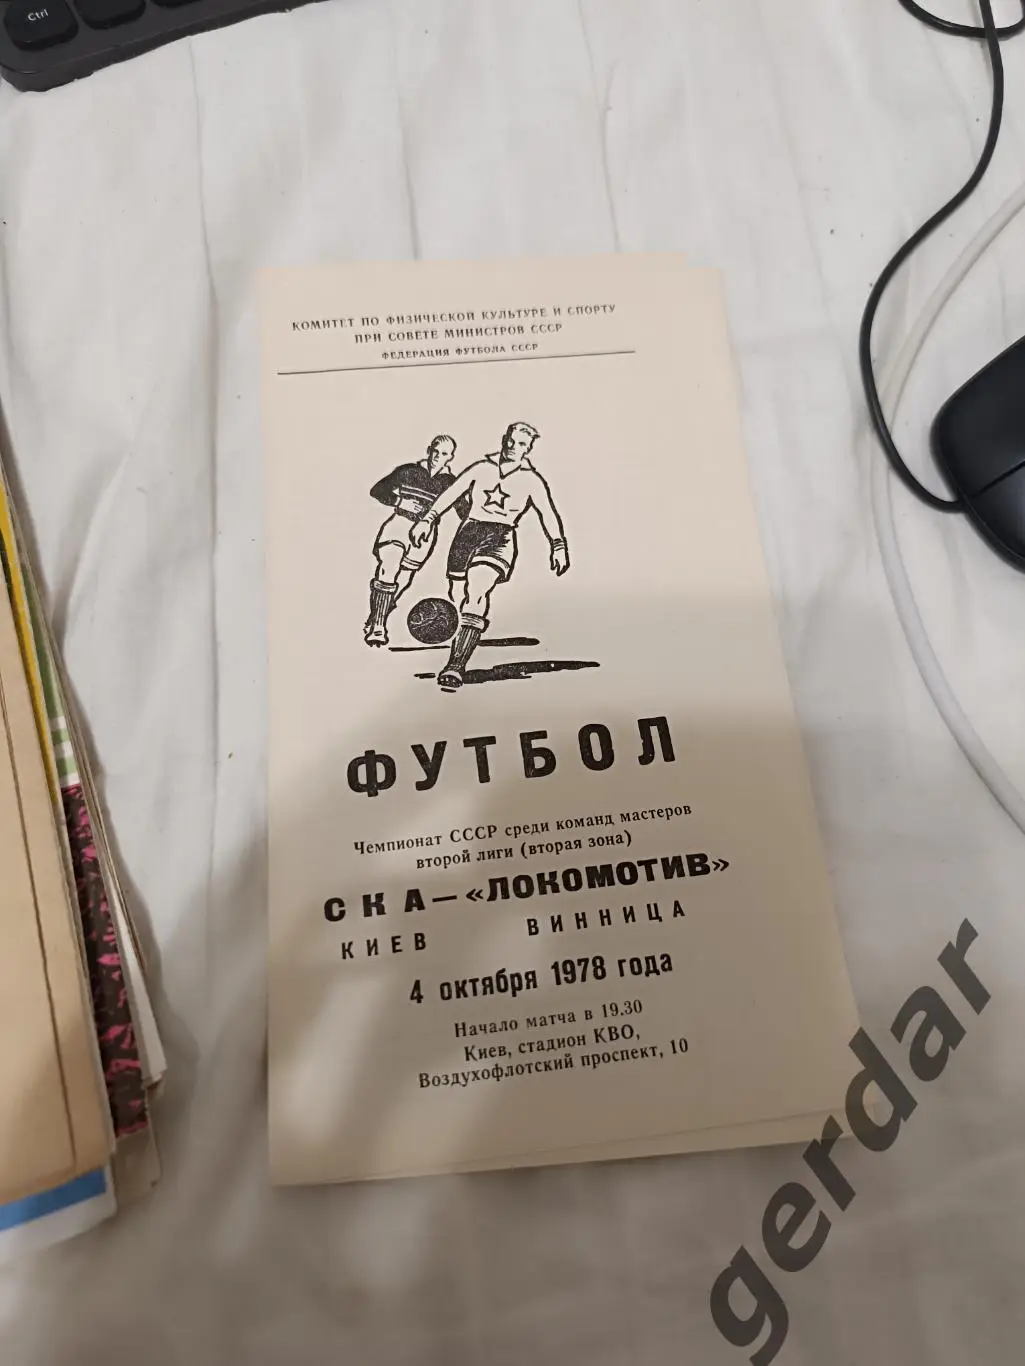 Ctrl
КОМИТЕТ ПО ФИЗИЧЕСКОЙ КУЛЬТУРЕ И СПОРТУ
ПРИ СОВЕТЕ МИНИСТРОВ СССР
ФЕДЕРАЦИЯ ФУТБОЛА СССР
ФУТБОЛ
Чемпионат СССР среди команд мастеров
второй лиги (вторая зона)
СКА—«ЛОКОМОТИВ»
КИЕВ ВИННИЦА
4 октября 1978 года
Начало матча в 19.30
Киев, стадион КВО,
Воздухофлотский проспект, 10
gerdar